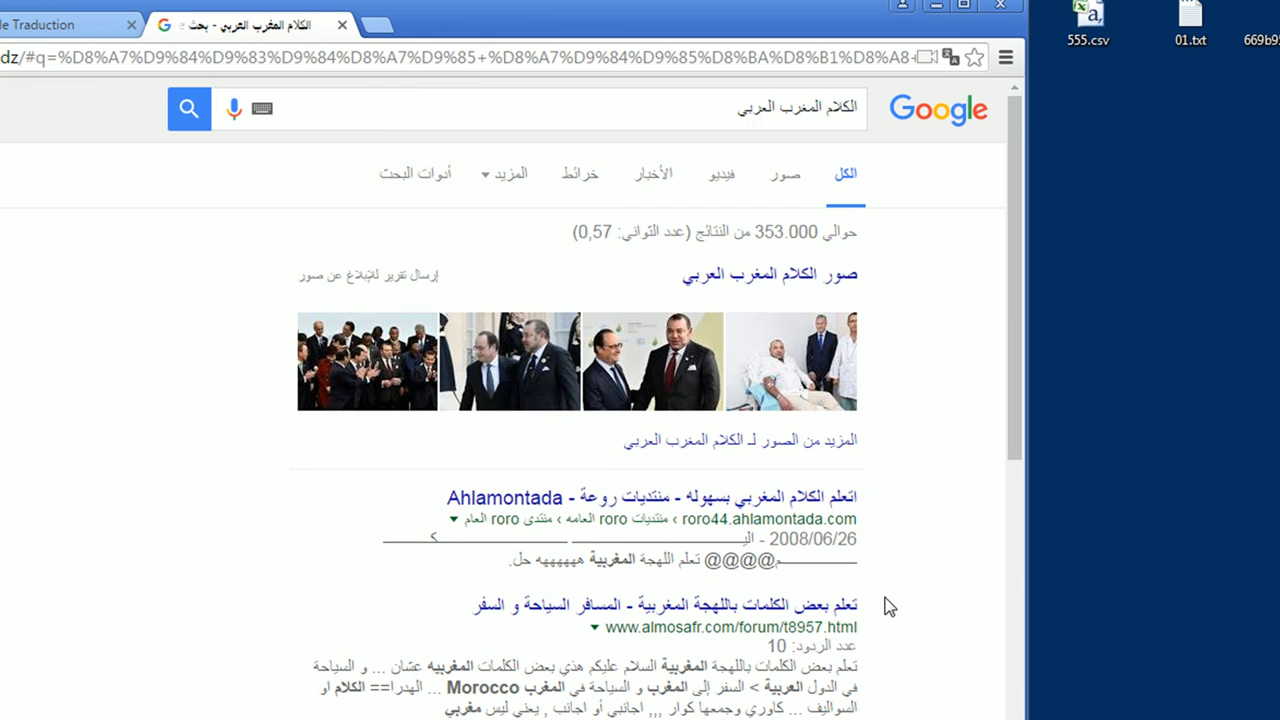 le Traduction
الكلام المغرب العربي - بحث
555.csv
01.txt
669b95
dz/#q=%D8%A7%D9%84%D9%83%D9%84%D8%A7%D9%85+%D8%A7%D9%84%D9%85%D8%BA%D8%B1%D8%A8+
الكلام المغرب العربي
Google
الكل صور فيديو الأخبار خرائط المزيد أدوات البحث
حوالي 353.000 من النتائج (عدد الثواني: 0,57)
صور الكلام المغرب العربي
إرسال تقرير للإبلاغ عن صور
المزيد من الصور لـ الكلام المغرب العربي
اتعلم الكلام المغربي بسهوله - منتديات روعة - Ahlamontada
roro44.ahlamontada.com › منتديات roro العامه › منتدى roro العام
26/06/2008 - اليـــــــــــــــــــــــــــــــــــــــــ
ـــــــــــــم@@@@ تعلم اللهجة المغربية هههههه حل.
تعلم بعض الكلمات باللهجة المغربية - المسافر السياحة و السفر
www.almosafr.com/forum/t8957.html
عدد الردود: 10
تعلم بعض الكلمات باللهجة المغربية السلام عليكم هذي بعض الكلمات المغربيه عشان ... و السياحة
في الدول العربية > السفر إلى المغرب و السياحة في المغرب Morocco ... الهدرا== الكلام او
السواليف ... كاوري وجمعها كوار ,,, اجانبي أو اجانب , يعني ليس مغربي